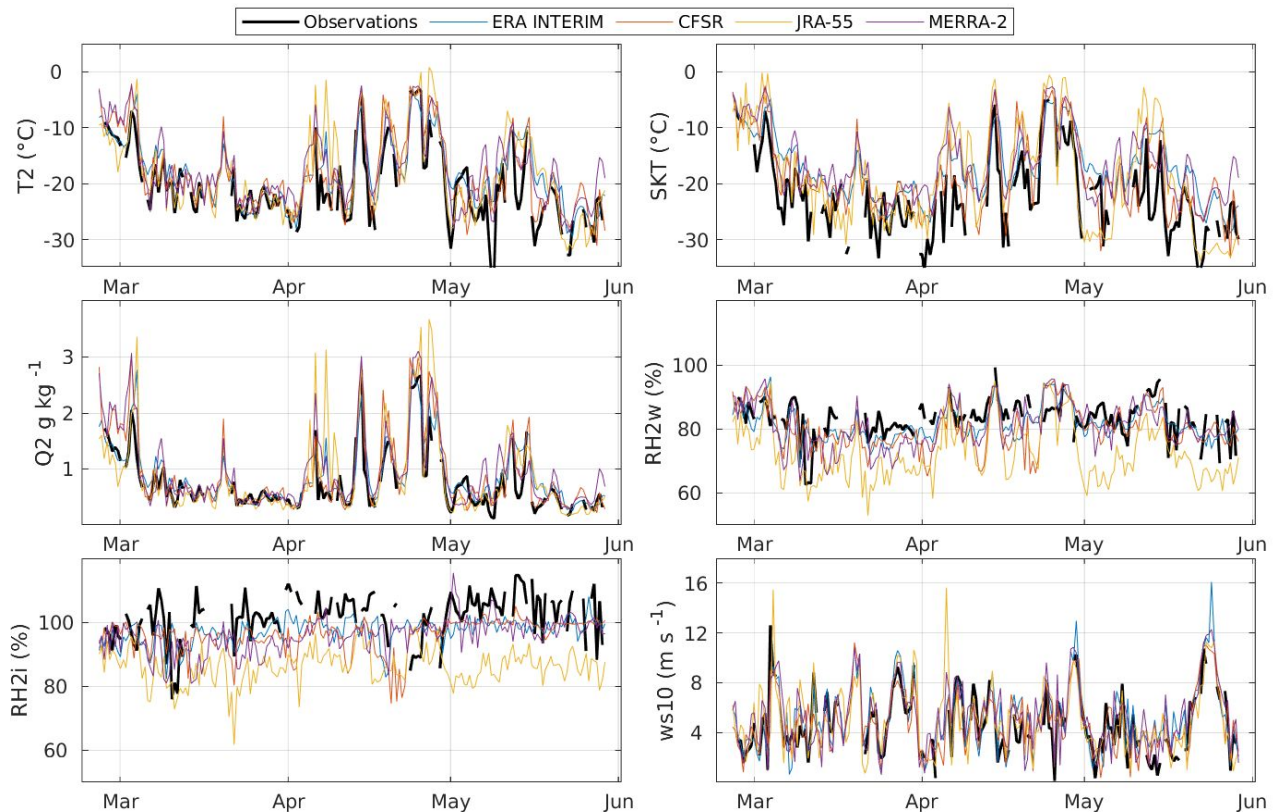 Observations ERA INTERIM CFSR JRA-55 MERRA-2
T2 (°C)
0
-10
-20
-30
Mar Apr May Jun
SKT (°C)
0
-10
-20
-30
Mar Apr May Jun
Q2 g kg -1
3
2
1
Mar Apr May Jun
RH2w (%)
100
80
60
Mar Apr May Jun
RH2i (%)
100
80
60
Mar Apr May Jun
ws10 (m s -1)
16
12
8
4
Mar Apr May Jun